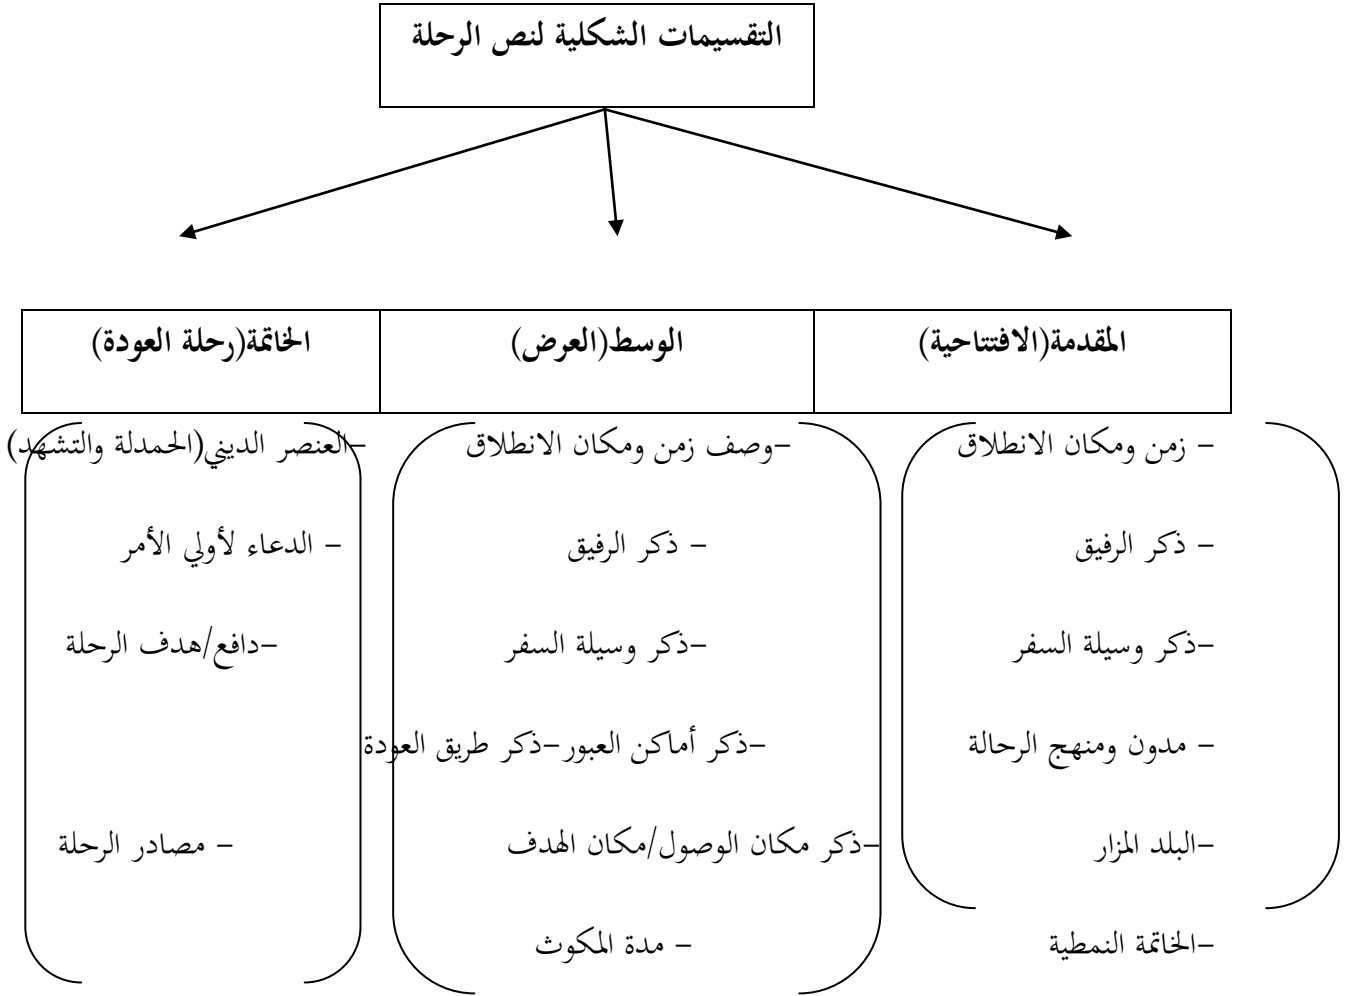 التقسيمات الشكلية لنص الرحلة
المقدمة(الافتتاحية)
الوسط(العرض)
الخاتمة(رحلة العودة)
– زمن ومكان الانطلاق
–وصف زمن ومكان الانطلاق
–العنصر الديني(الحمدلة والتشهد)
– ذكر الرفيق
– ذكر الرفيق
– الدعاء لأولي الأمر
–ذكر وسيلة السفر
–ذكر وسيلة السفر
–دافع/هدف الرحلة
– مدون ومنهج الرحالة
–ذكر أماكن العبور–ذكر طريق العودة
–البلد المزار
–ذكر مكان الوصول/مكان الهدف
– مصادر الرحلة
–الخاتمة النمطية
– مدة المكوث